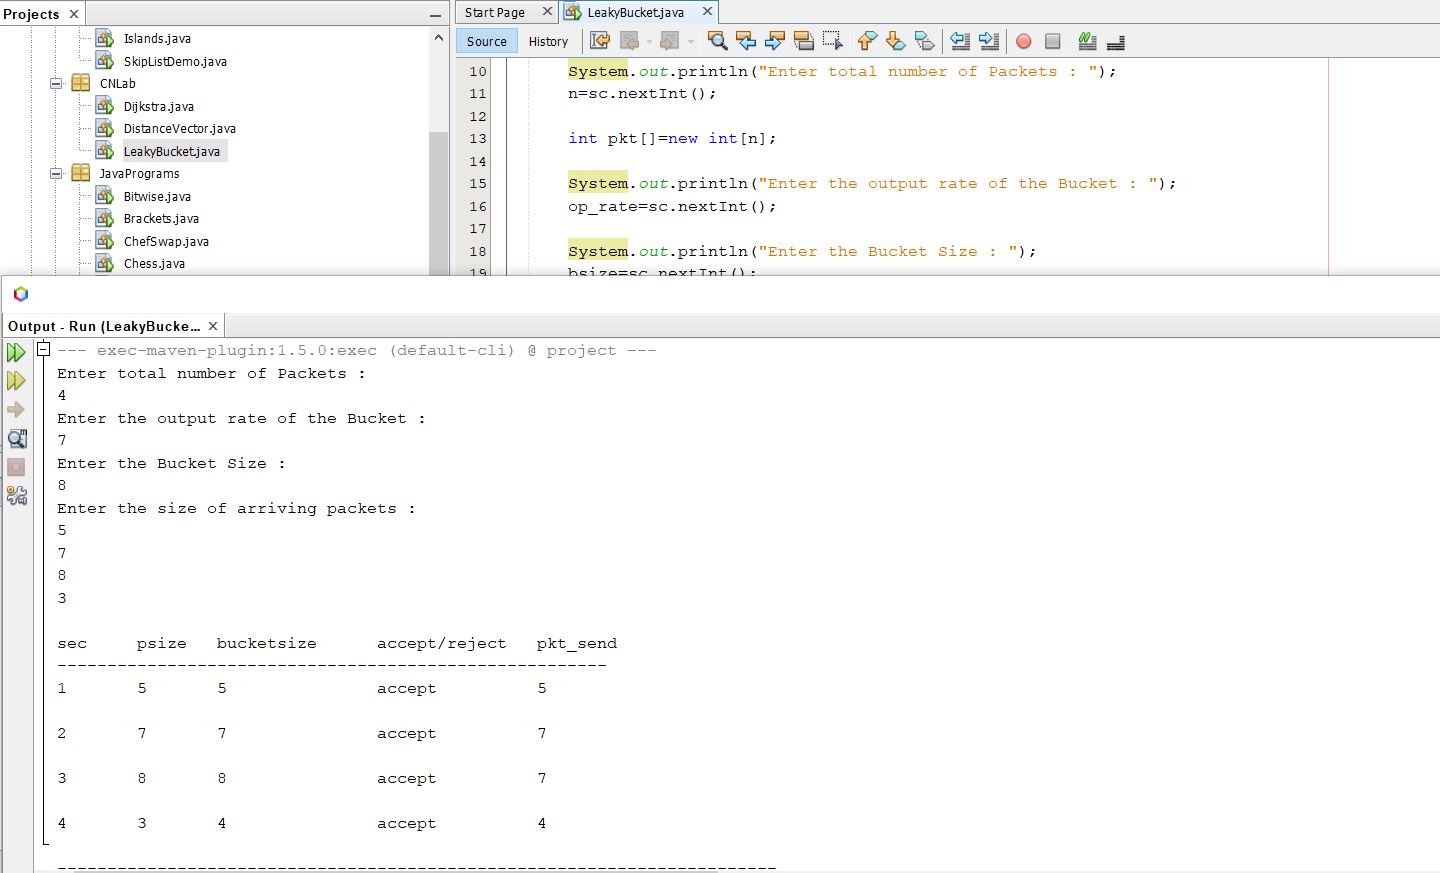 Projects
Start Page
LeakyBucket.java
Islands.java
SkipListDemo.java
CNLab
Dijkstra.java
DistanceVector.java
LeakyBucket.java
JavaPrograms
Bitwise.java
Brackets.java
ChefSwap.java
Chess.java
Source History
10 System.out.println("Enter total number of Packets : ");
11 n=sc.nextInt();
12
13 int pkt[]=new int[n];
14
15 System.out.println("Enter the output rate of the Bucket : ");
16 op_rate=sc.nextInt();
17
18 System.out.println("Enter the Bucket Size : ");
19 bsize=sc.nextInt();
Output - Run (LeakyBucke...
--- exec-maven-plugin:1.5.0:exec (default-cli) @ project ---
Enter total number of Packets :
4
Enter the output rate of the Bucket :
7
Enter the Bucket Size :
8
Enter the size of arriving packets :
5
7
8
3
sec psize bucketsize accept/reject pkt_send
-------------------------------------------------------
1 5 5 accept 5
2 7 7 accept 7
3 8 8 accept 7
4 3 4 accept 4
------------------------------------------------------------------------